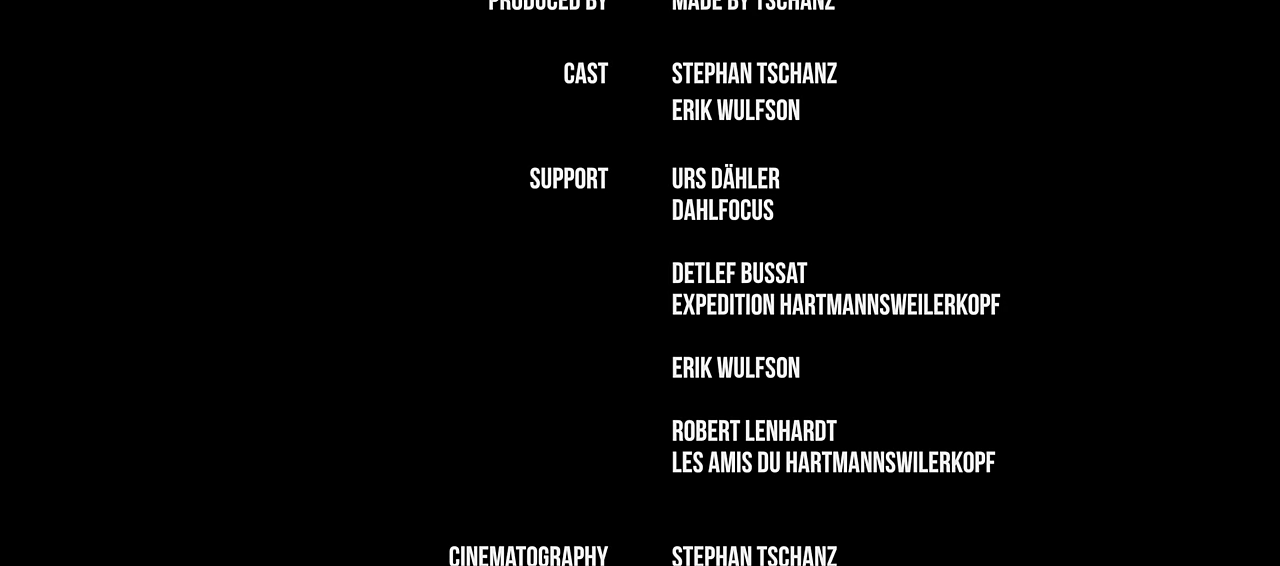 PRODUCED BY MADE BY TSCHANZ
CAST STEPHAN TSCHANZ
ERIK WULFSON
SUPPORT URS DÄHLER
DAHLFOCUS
DETLEF BUSSAT
EXPEDITION HARTMANNSWEILERKOPF
ERIK WULFSON
ROBERT LENHARDT
LES AMIS DU HARTMANNSWILERKOPF
CINEMATOGRAPHY STEPHAN TSCHANZ